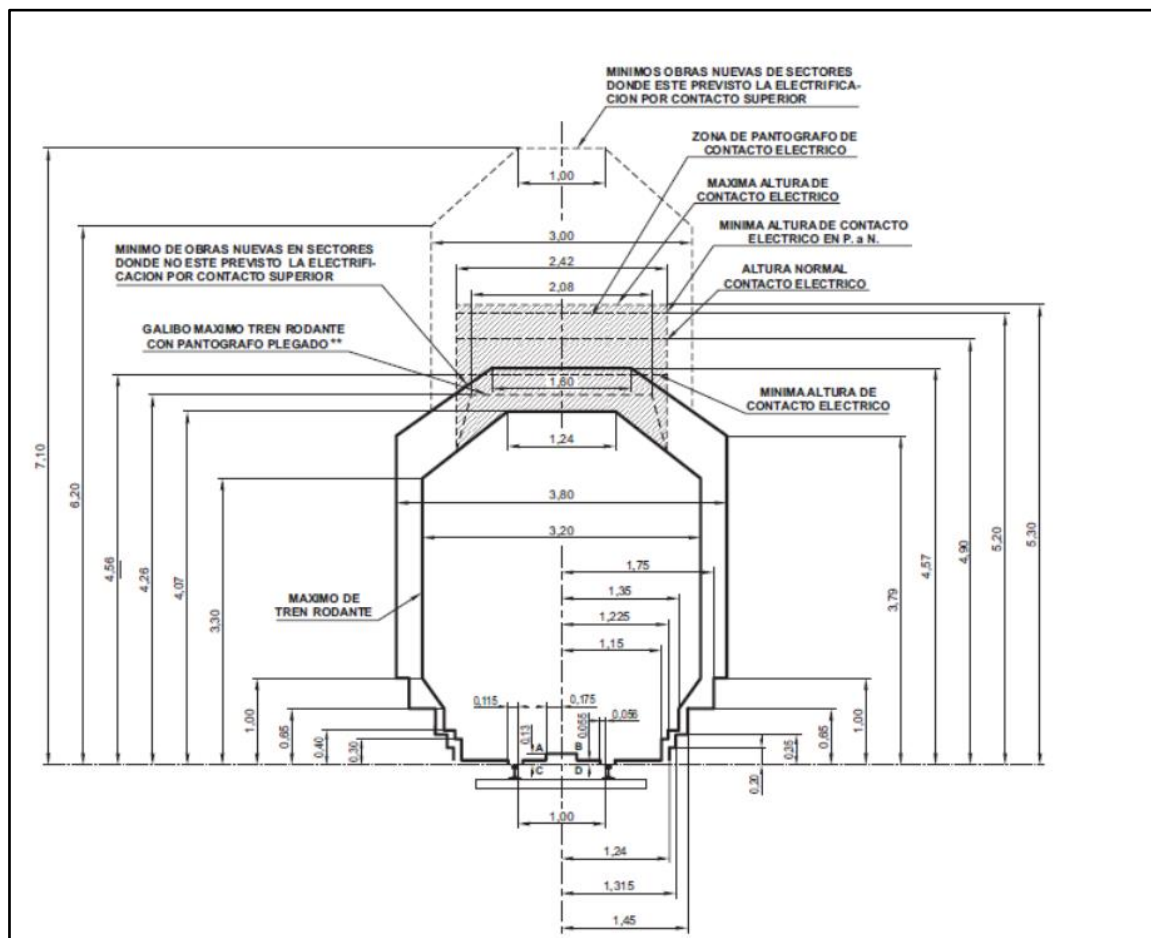 MINIMOS OBRAS NUEVAS DE SECTORES
DONDE ESTE PREVISTO LA ELECTRIFICA-
CION POR CONTACTO SUPERIOR
ZONA DE PANTOGRAFO DE
CONTACTO ELECTRICO
1,00
MAXIMA ALTURA DE
CONTACTO ELECTRICO
MINIMO DE OBRAS NUEVAS EN SECTORES
DONDE NO ESTE PREVISTO LA ELECTRIFI-
CACION POR CONTACTO SUPERIOR
3,00
MINIMA ALTURA DE CONTACTO
ELECTRICO EN P. a N.
2,42
ALTURA NORMAL
CONTACTO ELECTRICO
2,08
GALIBO MAXIMO TREN RODANTE
CON PANTOGRAFO PLEGADO**
1,60
MINIMA ALTURA DE
CONTACTO ELECTRICO
1,24
7,10
6,20
4,56
4,26
4,07
3,30
3,80
3,20
3,79
4,57
4,90
5,20
5,30
1,75
MAXIMO DE
TREN RODANTE
1,35
1,225
1,15
0,115
0,175
0,056
0,13
0,055
A
B
C
D
1,00
0,65
0,40
0,30
0,20
0,35
0,65
1,00
1,00
1,24
1,315
1,45